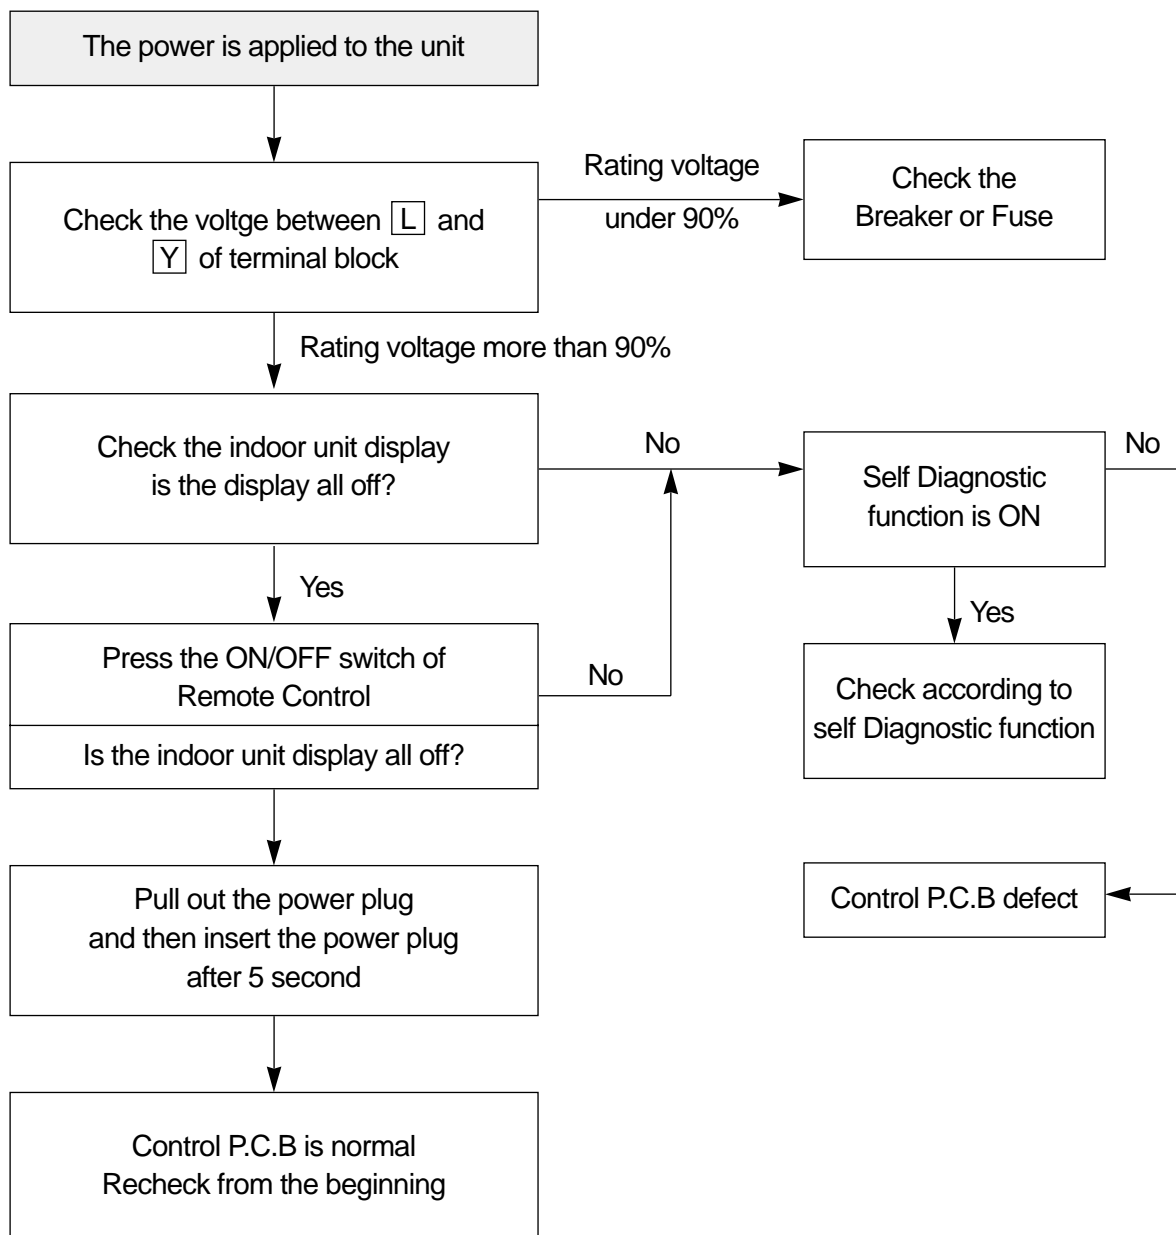 The power is applied to the unit
Check the voltge between L and
Y of terminal block
Rating voltage
under 90%
Check the
Breaker or Fuse
Rating voltage more than 90%
Check the indoor unit display
is the display all off?
No
Self Diagnostic
function is ON
No
Yes
Press the ON/OFF switch of
Remote Control
Is the indoor unit display all off?
No
Yes
Check according to
self Diagnostic function
Pull out the power plug
and then insert the power plug
after 5 second
Control P.C.B defect
Control P.C.B is normal
Recheck from the beginning